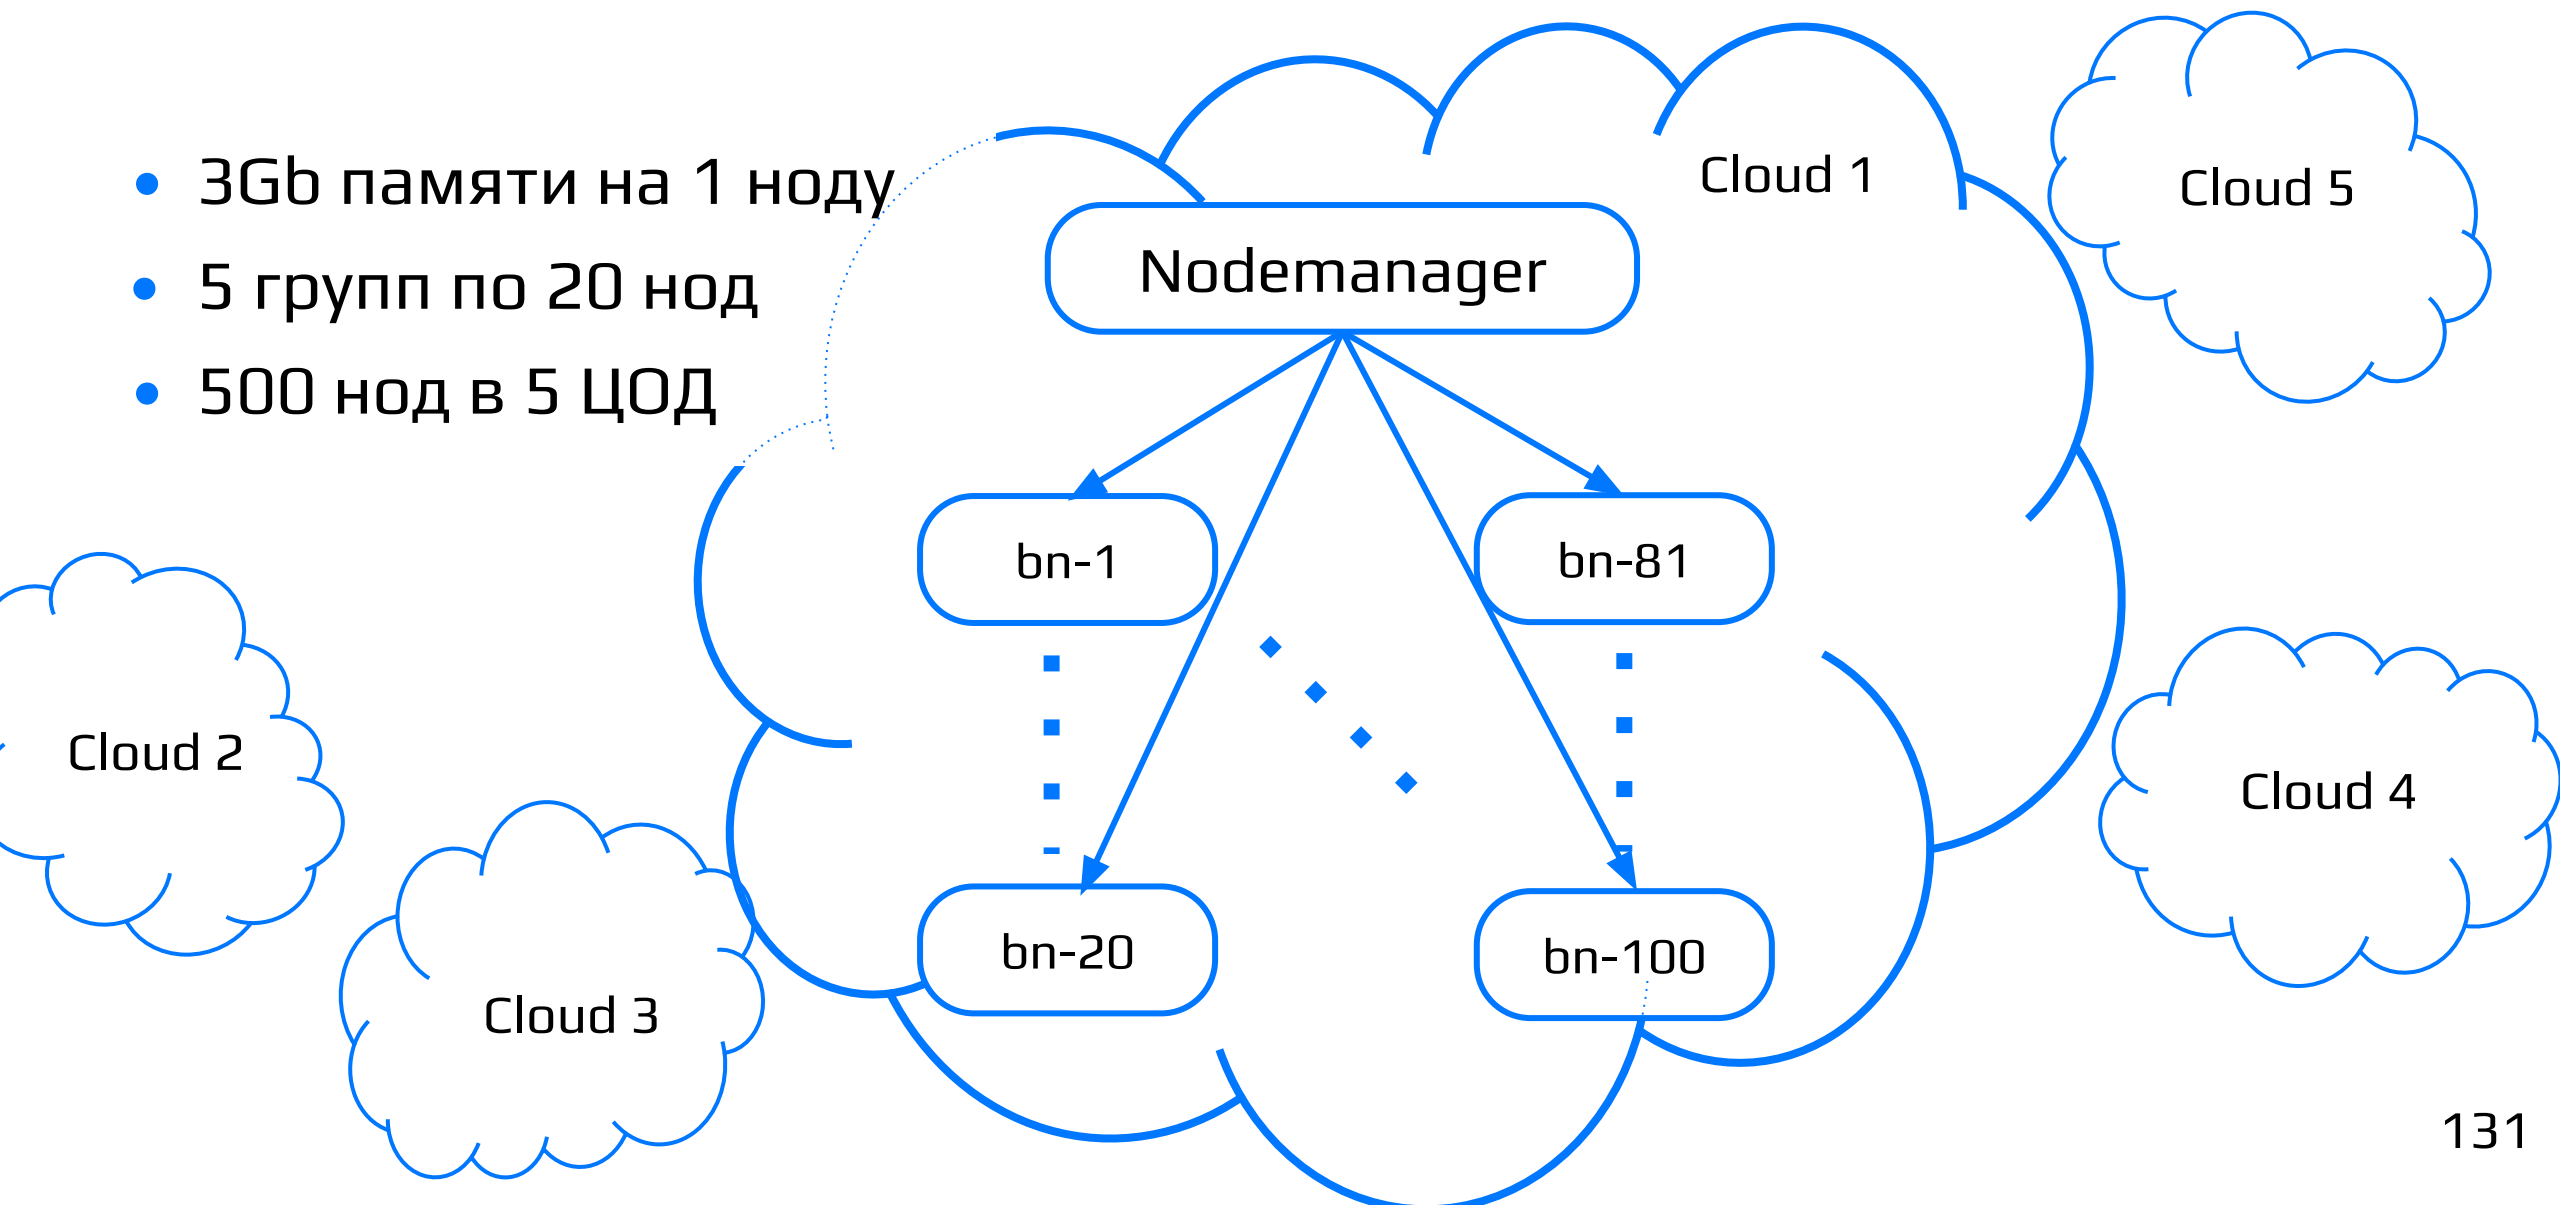 3Gb памяти на 1 ноду
5 групп по 20 нод
500 нод в 5 ЦОД
Cloud 1
Cloud 5
Nodemanager
bn-1
bn-81
Cloud 2
Cloud 4
bn-20
bn-100
Cloud 3
131